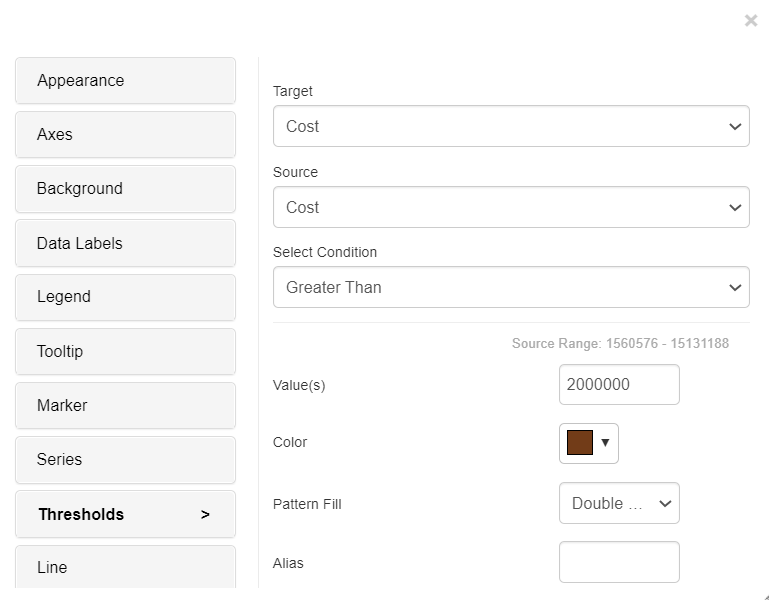 Appearance
Axes
Background
Data Labels
Legend
Tooltip
Marker
Series
Thresholds >
Line
Target
Cost
Source
Cost
Select Condition
Greater Than
Source Range: 1560576 - 15131188
Value(s) 2000000
Color
Pattern Fill Double ...
Alias